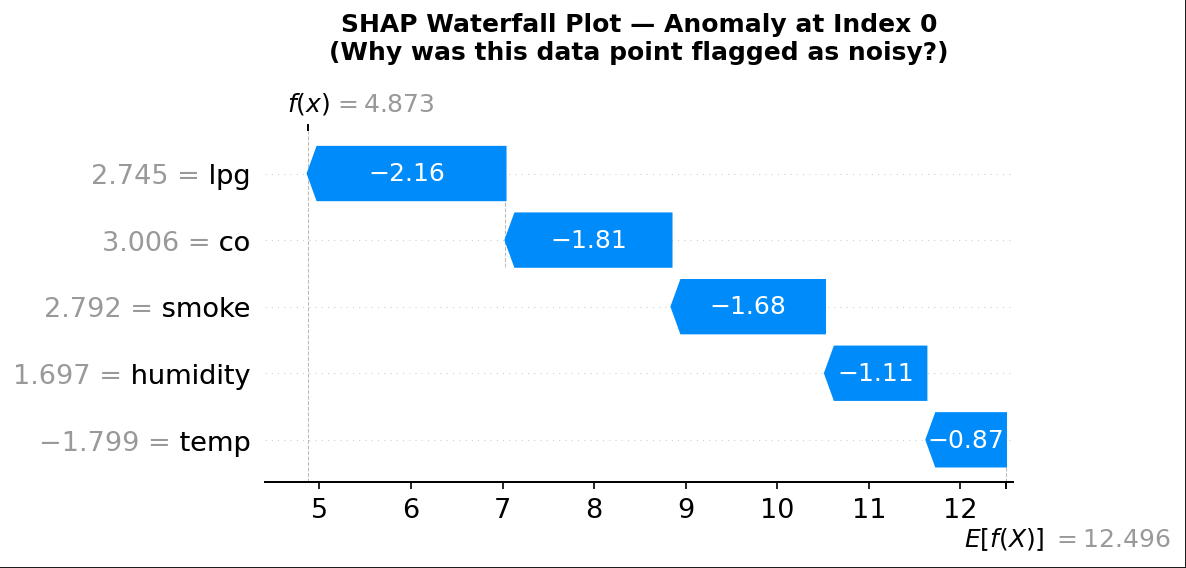 SHAP Waterfall Plot — Anomaly at Index 0
(Why was this data point flagged as noisy?)
f(x) = 4.873
2.745 = lpg
−2.16
3.006 = co
−1.81
2.792 = smoke
−1.68
1.697 = humidity
−1.11
−1.799 = temp
−0.87
5 6 7 8 9 10 11 12
E[f(X)] = 12.496